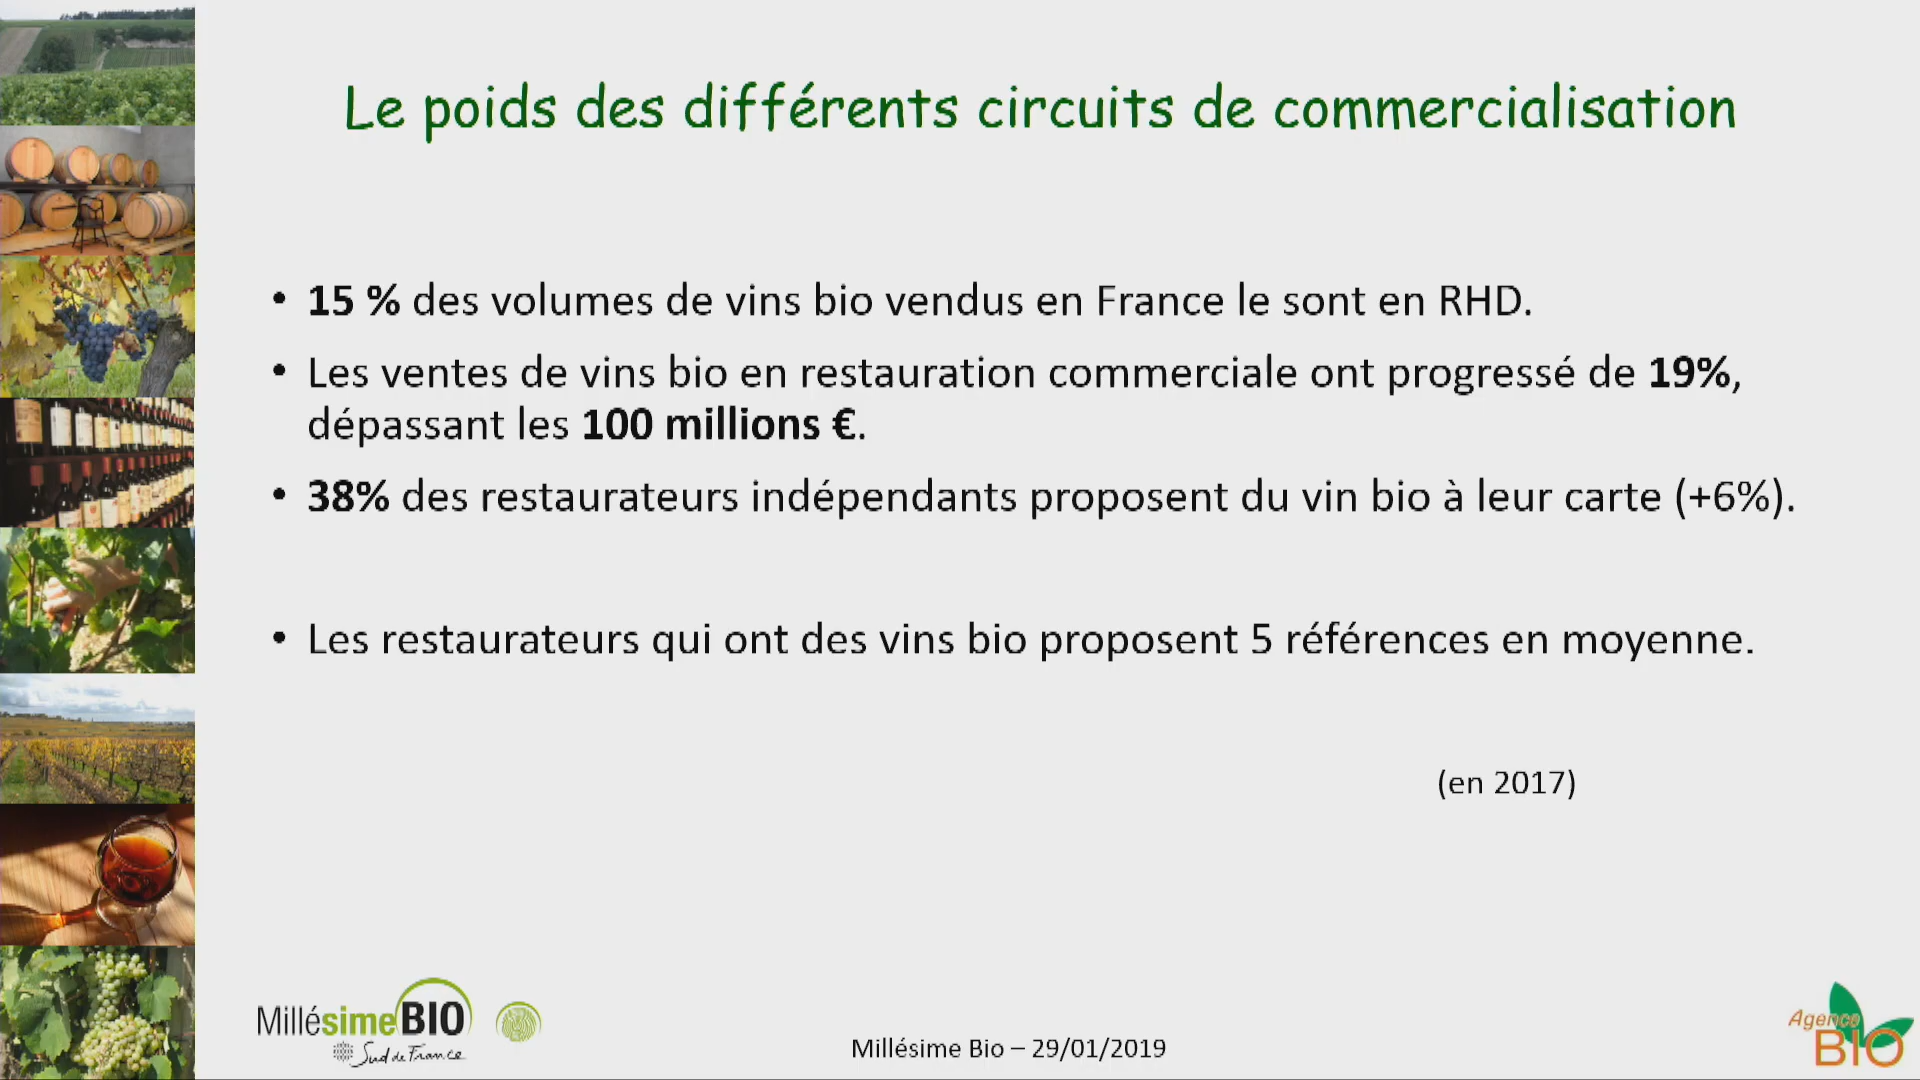 Le poids des différents circuits de commercialisation
• 15 % des volumes de vins bio vendus en France le sont en RHD.
• Les ventes de vins bio en restauration commerciale ont progressé de 19%,
dépassant les 100 millions €.
• 38% des restaurateurs indépendants proposent du vin bio à leur carte (+6%).
• Les restaurateurs qui ont des vins bio proposent 5 références en moyenne.
(en 2017)
MillésimeBIO
Sud de France
Millésime Bio – 29/01/2019
Agence
BIO